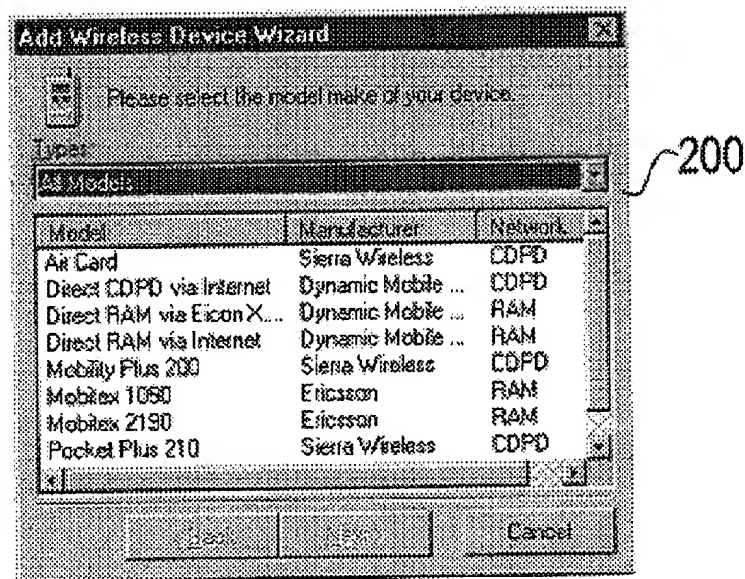 Add Wireless Device Wizard
Please select the model make of your device.
Types
All Models
200
Model Manufacturer Network
Air Card Sierra Wireless CDPD
Direct CDPD via Internet Dynamic Mobile ... CDPD
Direct RAM via Eicon X.... Dynamic Mobile ... RAM
Direct RAM via Internet Dynamic Mobile ... RAM
Mobility Plus 200 Sierra Wireless CDPD
Mobitex 1090 Ericsson RAM
Mobitex 2190 Ericsson RAM
Pocket Plus 210 Sierra Wireless CDPD
Back Next Cancel